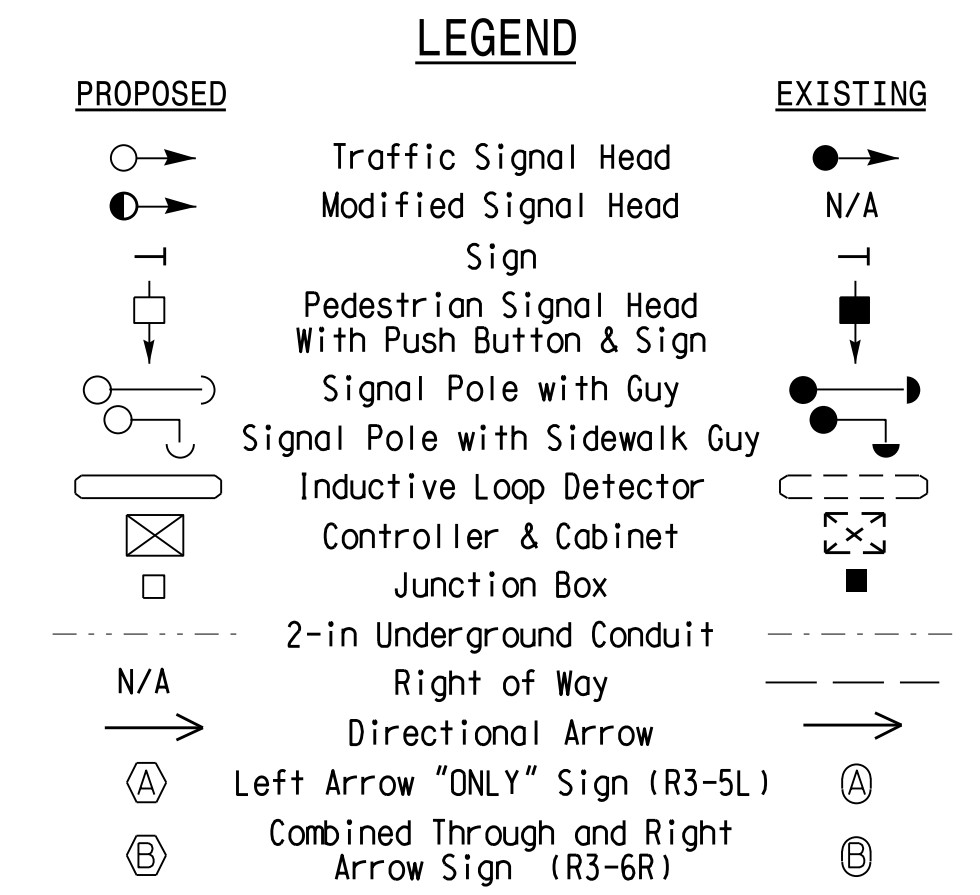 LEGEND
PROPOSED EXISTING
Traffic Signal Head
Modified Signal Head N/A
Sign
Pedestrian Signal Head
With Push Button & Sign
Signal Pole with Guy
Signal Pole with Sidewalk Guy
Inductive Loop Detector
Controller & Cabinet
Junction Box
2-in Underground Conduit
N/A Right of Way
Directional Arrow
A Left Arrow "ONLY" Sign (R3-5L) A
Combined Through and Right
B Arrow Sign (R3-6R) B